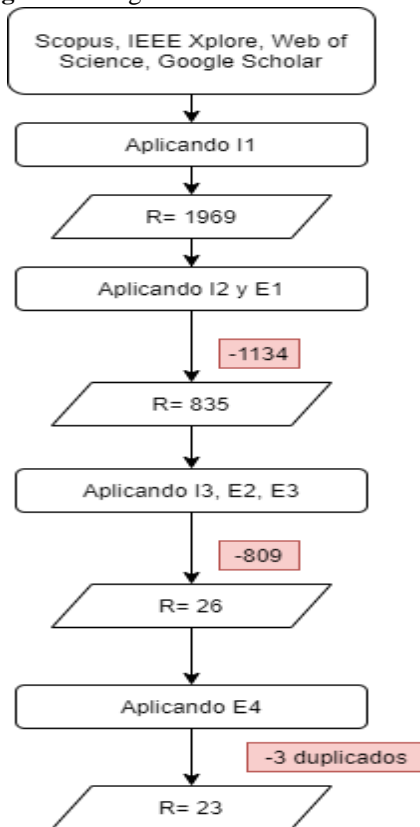 Scopus, IEEE Xplore, Web of
Science, Google Scholar
Aplicando I1
R= 1969
Aplicando I2 y E1
-1134
R= 835
Aplicando I3, E2, E3
-809
R= 26
Aplicando E4
-3 duplicados
R= 23